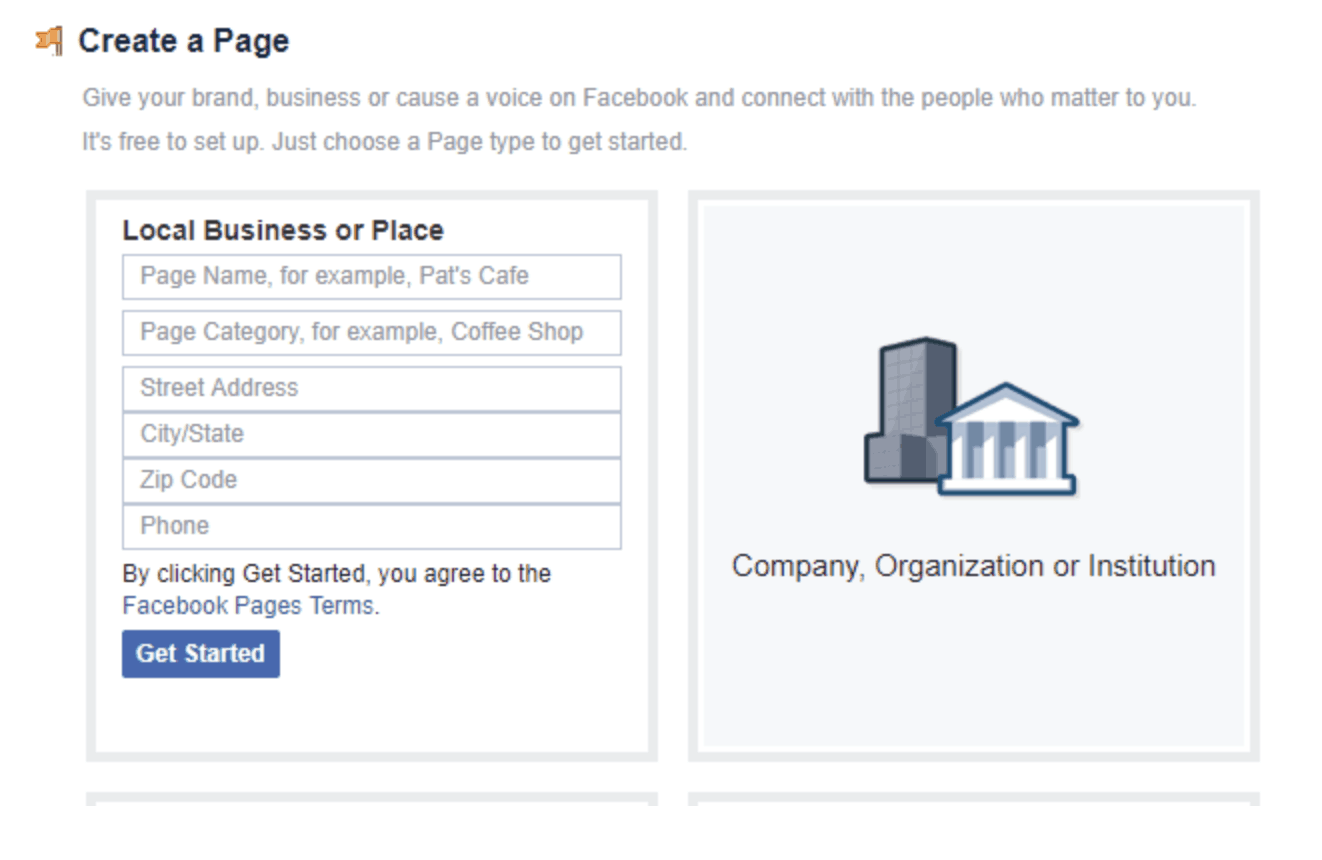 Create a Page
Give your brand, business or cause a voice on Facebook and connect with the people who matter to you.
It's free to set up. Just choose a Page type to get started.
Local Business or Place
Page Name, for example, Pat's Cafe
Page Category, for example, Coffee Shop
Street Address
City/State
Zip Code
Phone
By clicking Get Started, you agree to the
Facebook Pages Terms.
Get Started
Company, Organization or Institution